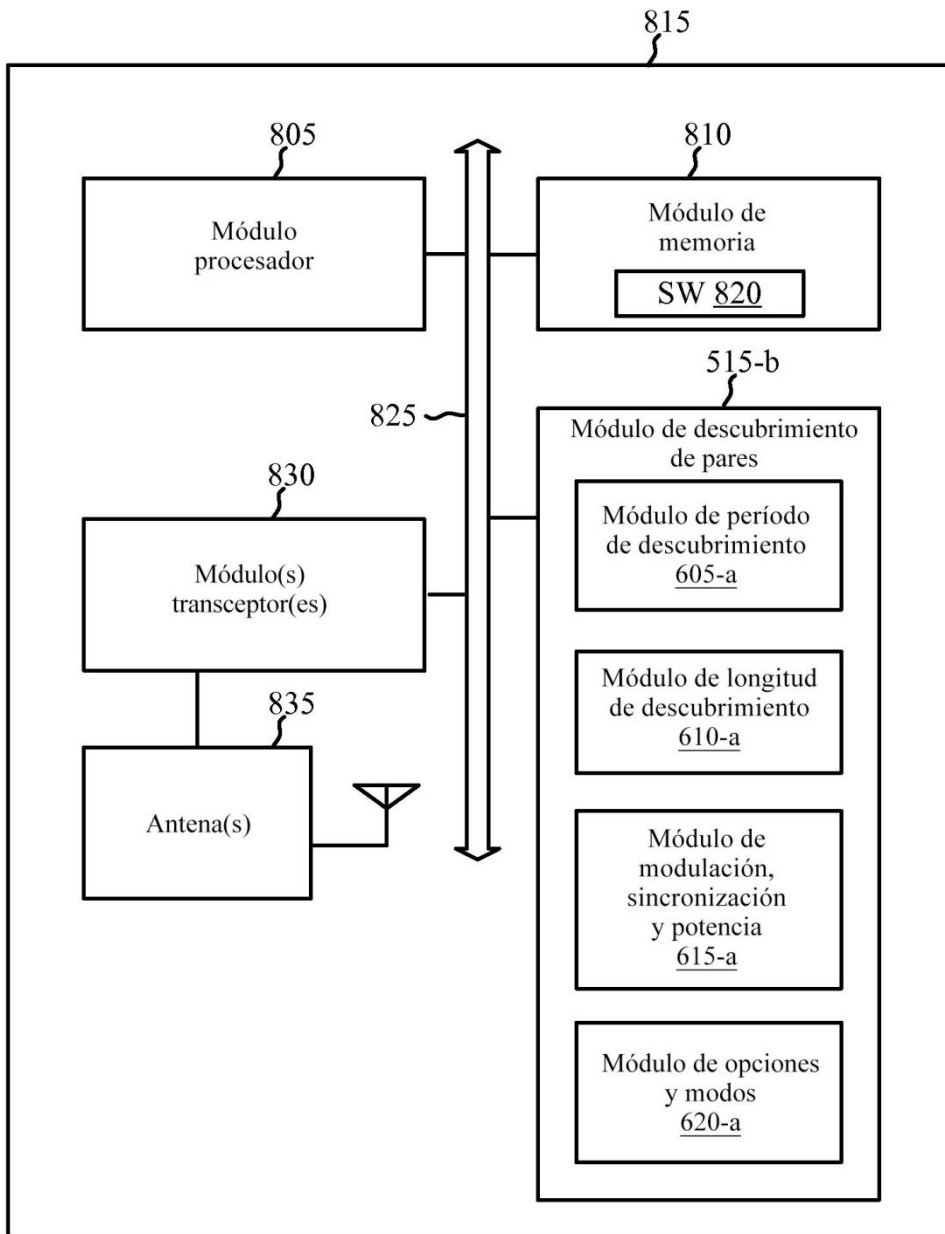 815
805
Módulo
procesador
810
Módulo de
memoria
SW 820
825
515-b
Módulo de descubrimiento
de pares
Módulo de período
de descubrimiento
605-a
830
Módulo(s)
transceptor(es)
Módulo de longitud
de descubrimiento
610-a
835
Antena(s)
Módulo de
modulación,
sincronización
y potencia
615-a
Módulo de opciones
y modos
620-a